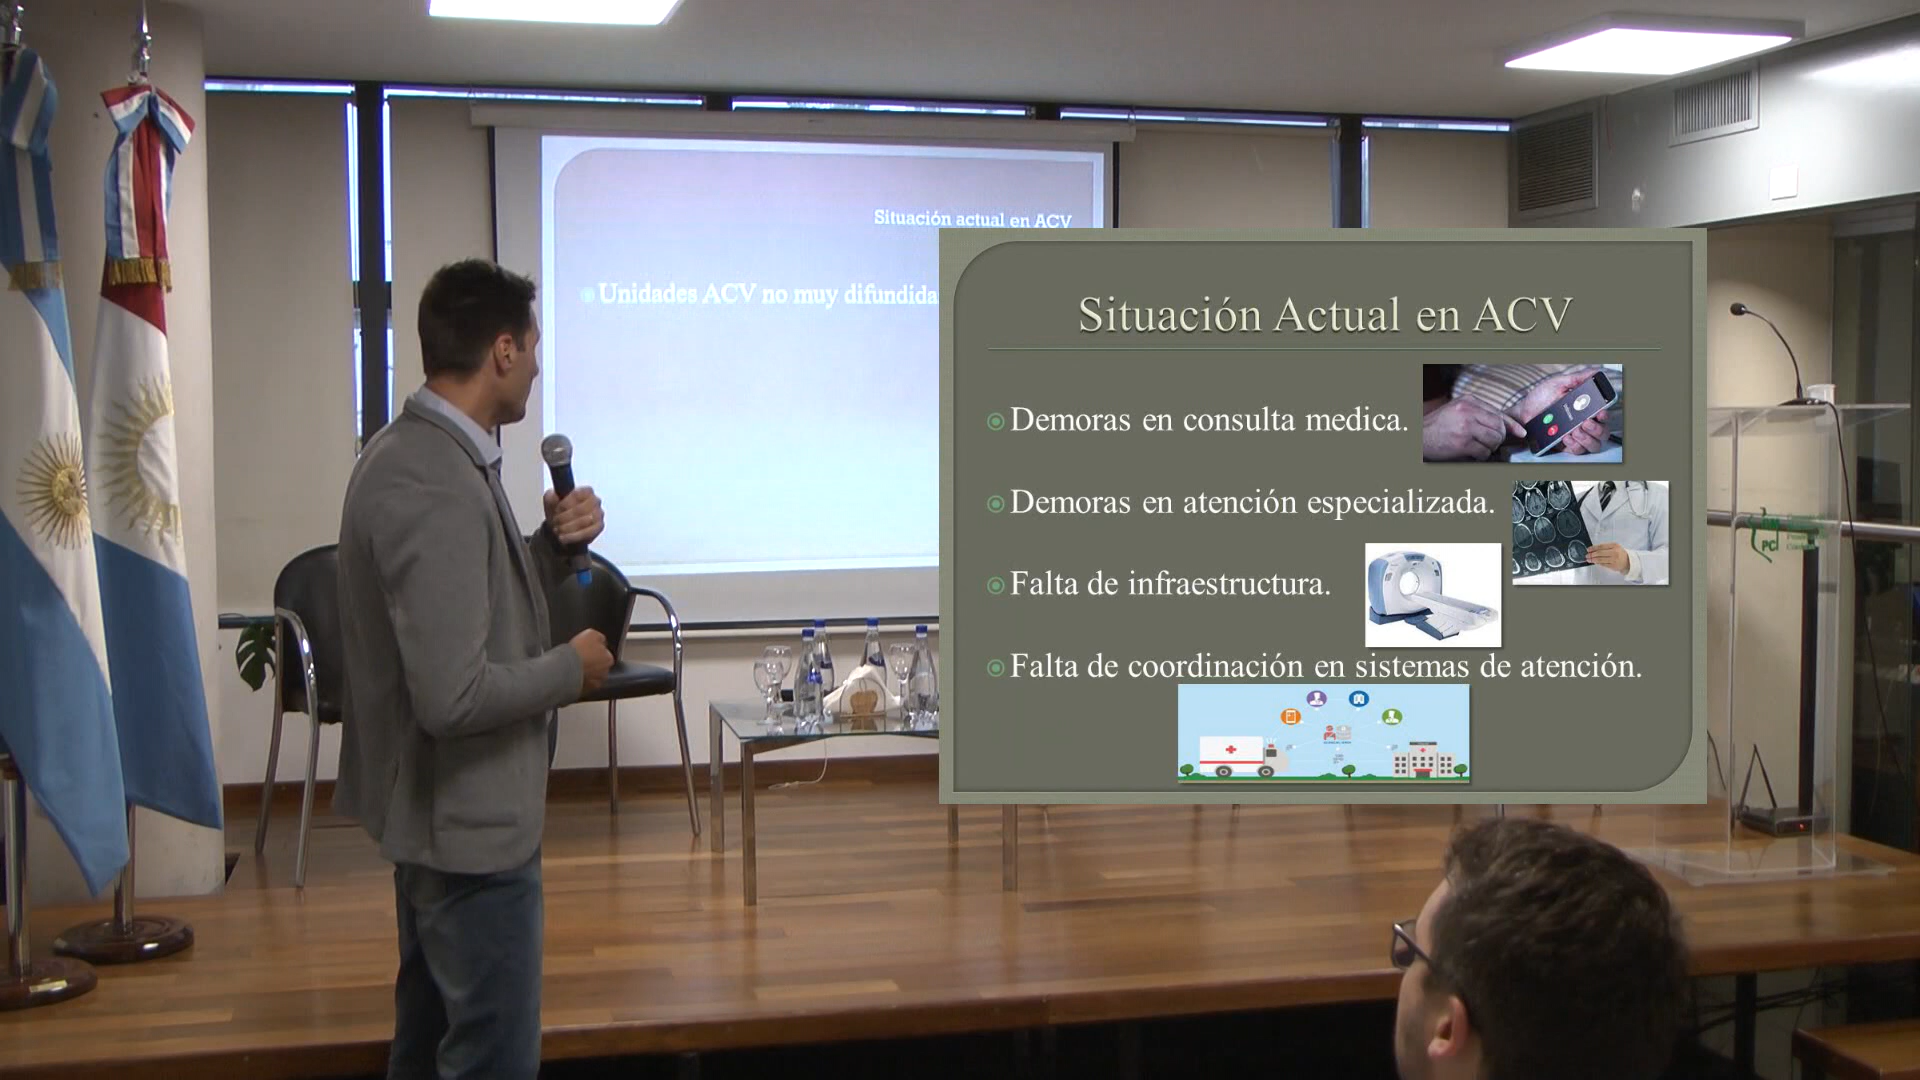 Situación actual en ACV
Unidades ACV no muy difundida
Situación Actual en ACV
Demoras en consulta medica.
Demoras en atención especializada.
Falta de infraestructura.
Falta de coordinación en sistemas de atención.